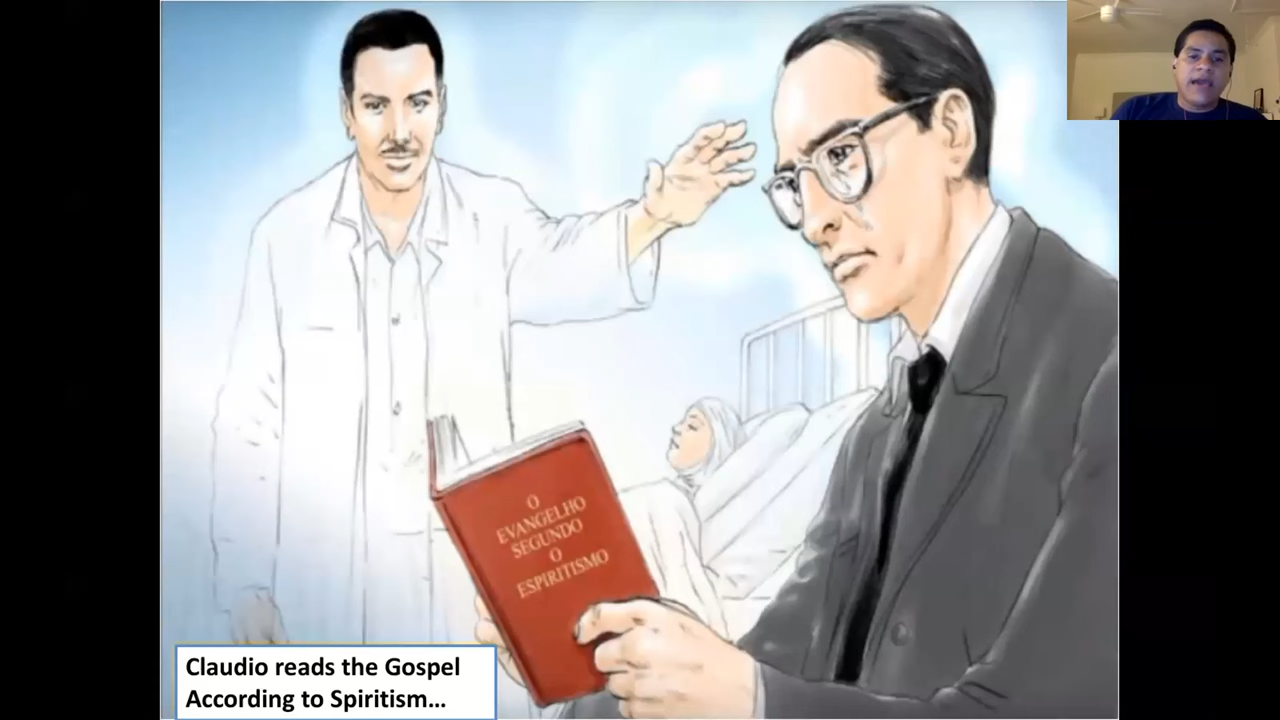 O
EVANGELHO
SEGUNDO
O
ESPIRITISMO
Claudio reads the Gospel
According to Spiritism…